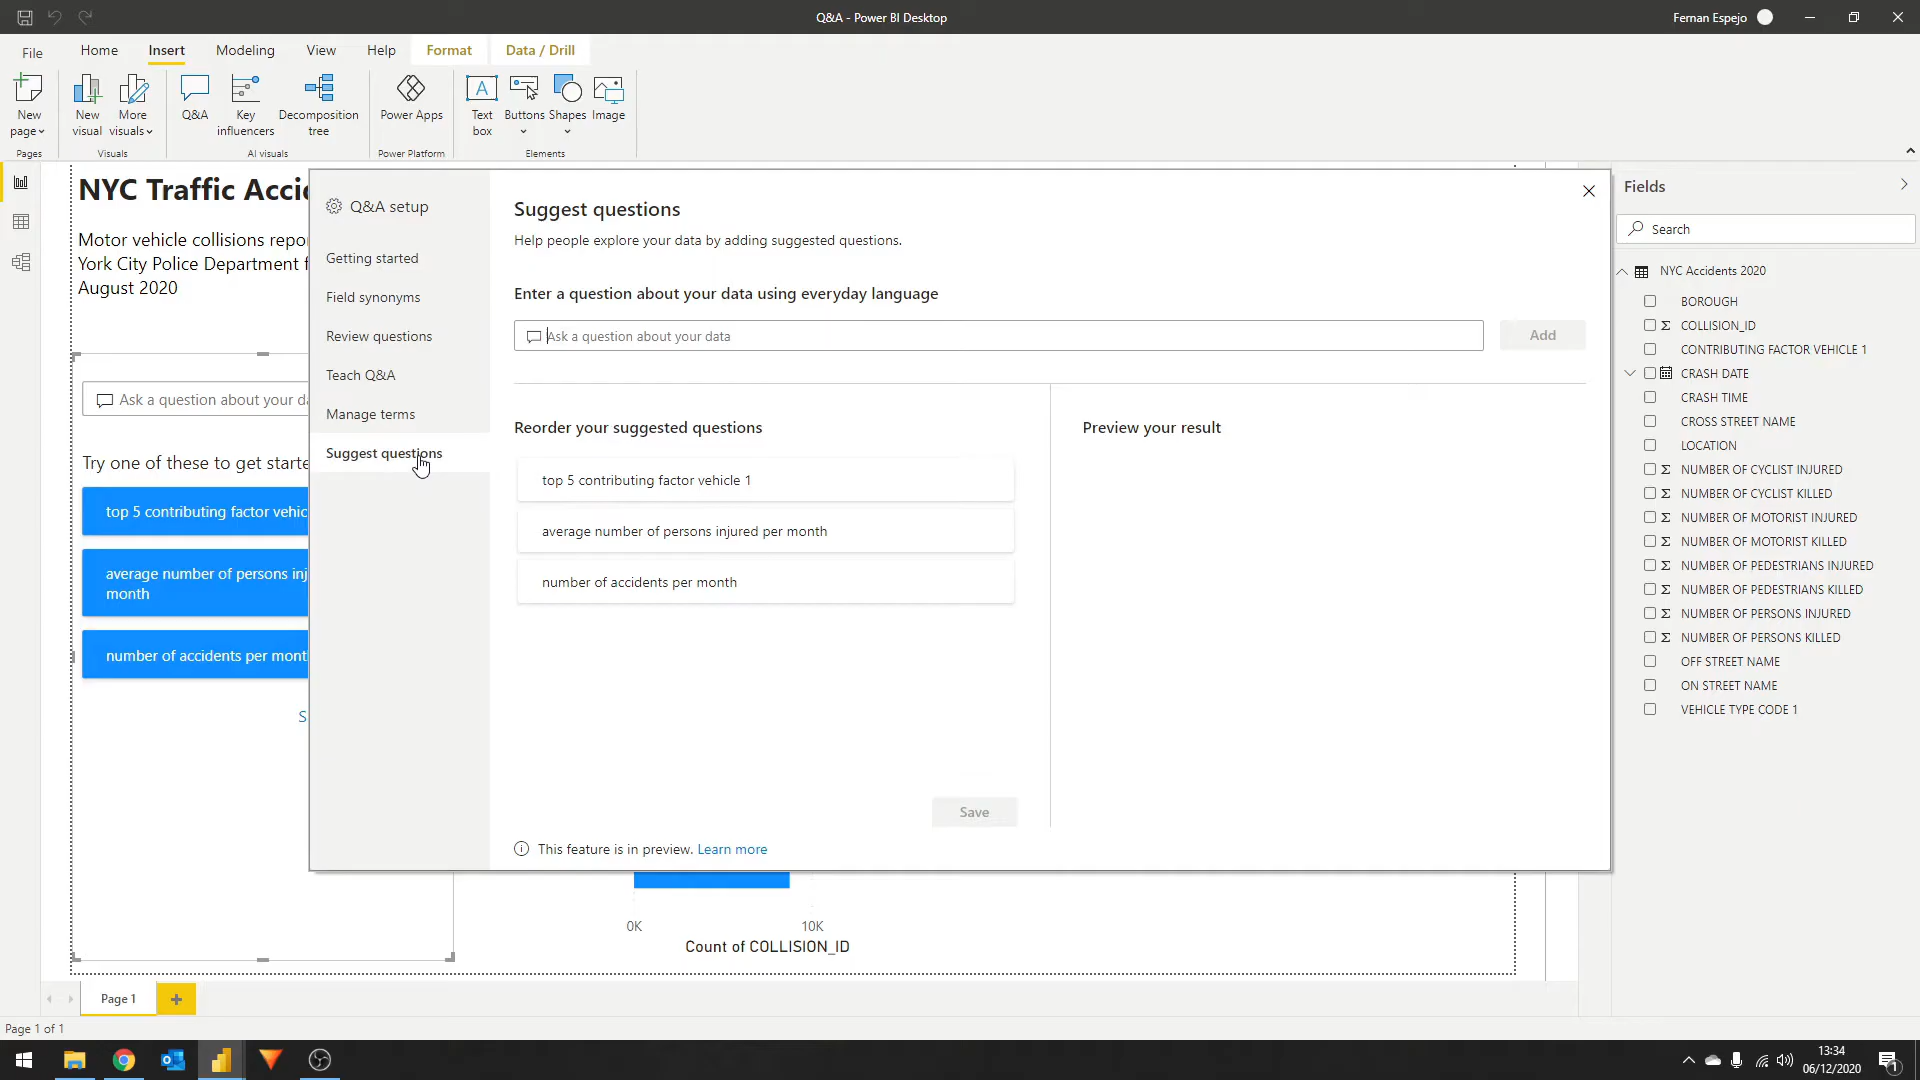 Q&A - Power BI Desktop
Fernan Espejo
File
Home
Insert
Modeling
View
Help
Format
Data / Drill
New
page
New
visual
More
visuals
Q&A
Key
influencers
Decomposition
tree
Power Apps
Text
box
Buttons
Shapes
Image
Pages
Visuals
AI visuals
Power Platform
Elements
NYC Traffic Acci
Motor vehicle collisions repo
York City Police Department f
August 2020
Ask a question about your d
Try one of these to get starte
top 5 contributing factor vehic
average number of persons inj
month
number of accidents per mont
S
Q&A setup
Getting started
Field synonyms
Review questions
Teach Q&A
Manage terms
Suggest questions
Suggest questions
Help people explore your data by adding suggested questions.
Enter a question about your data using everyday language
Ask a question about your data
Add
Reorder your suggested questions
top 5 contributing factor vehicle 1
average number of persons injured per month
number of accidents per month
Preview your result
Save
This feature is in preview. Learn more
0K
10K
Count of COLLISION_ID
Fields
Search
NYC Accidents 2020
BOROUGH
COLLISION_ID
CONTRIBUTING FACTOR VEHICLE 1
CRASH DATE
CRASH TIME
CROSS STREET NAME
LOCATION
NUMBER OF CYCLIST INJURED
NUMBER OF CYCLIST KILLED
NUMBER OF MOTORIST INJURED
NUMBER OF MOTORIST KILLED
NUMBER OF PEDESTRIANS INJURED
NUMBER OF PEDESTRIANS KILLED
NUMBER OF PERSONS INJURED
NUMBER OF PERSONS KILLED
OFF STREET NAME
ON STREET NAME
VEHICLE TYPE CODE 1
Page 1
Page 1 of 1
13:34
06/12/2020
1